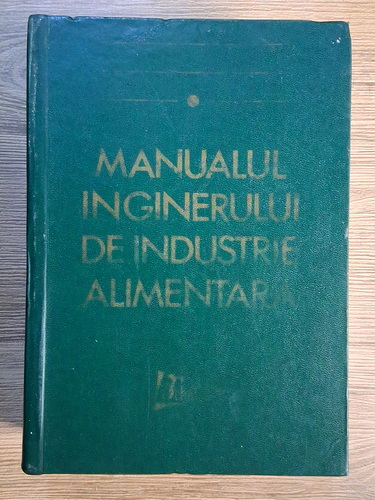 MANUALUL
INGINERULUI
DE INDUSTRIE
ALIMENTARĂ